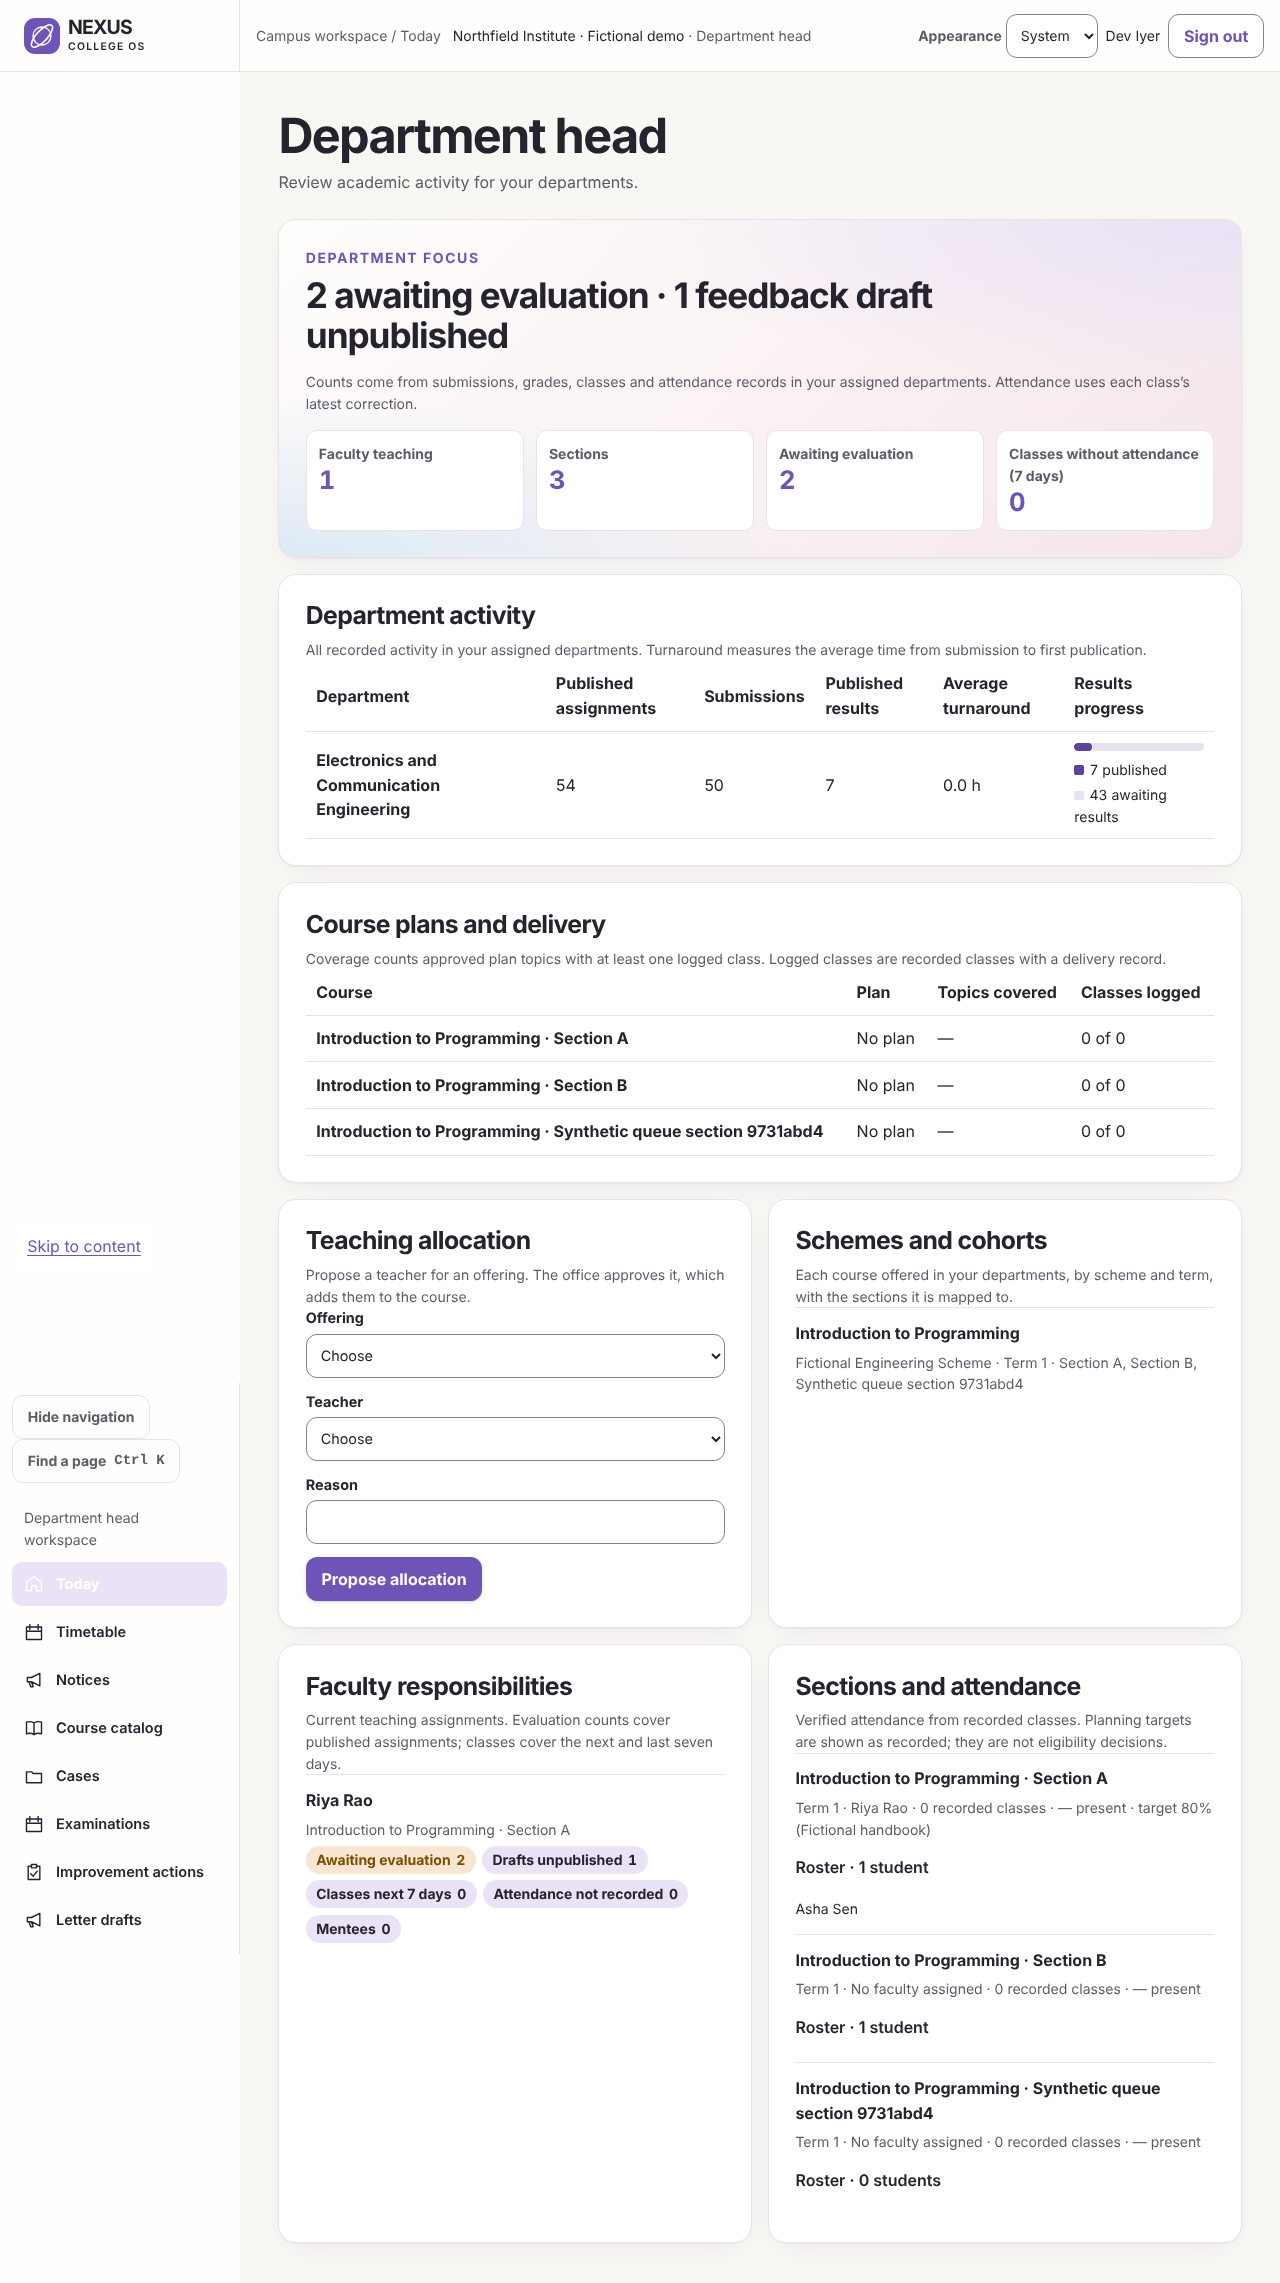 NEXUS
COLLEGE OS
Campus workspace / Today Northfield Institute · Fictional demo · Department head
Appearance System Dev Iyer Sign out
Department head
Review academic activity for your departments.
DEPARTMENT FOCUS
2 awaiting evaluation · 1 feedback draft
unpublished
Counts come from submissions, grades, classes and attendance records in your assigned departments. Attendance uses each class’s
latest correction.
Faculty teaching
1
Sections
3
Awaiting evaluation
2
Classes without attendance
(7 days)
0
Department activity
All recorded activity in your assigned departments. Turnaround measures the average time from submission to first publication.
Department
Published
assignments
Submissions
Published
results
Average
turnaround
Results
progress
Electronics and
Communication
Engineering
54
50
7
0.0 h
7 published
43 awaiting
results
Course plans and delivery
Coverage counts approved plan topics with at least one logged class. Logged classes are recorded classes with a delivery record.
Course Plan Topics covered Classes logged
Introduction to Programming · Section A No plan — 0 of 0
Introduction to Programming · Section B No plan — 0 of 0
Introduction to Programming · Synthetic queue section 9731abd4 No plan — 0 of 0
Skip to content
Hide navigation
Find a page Ctrl K
Department head
workspace
Today
Timetable
Notices
Course catalog
Cases
Examinations
Improvement actions
Letter drafts
Teaching allocation
Propose a teacher for an offering. The office approves it, which
adds them to the course.
Offering
Choose
Teacher
Choose
Reason
Propose allocation
Schemes and cohorts
Each course offered in your departments, by scheme and term,
with the sections it is mapped to.
Introduction to Programming
Fictional Engineering Scheme · Term 1 · Section A, Section B,
Synthetic queue section 9731abd4
Faculty responsibilities
Current teaching assignments. Evaluation counts cover
published assignments; classes cover the next and last seven
days.
Riya Rao
Introduction to Programming · Section A
Awaiting evaluation 2 Drafts unpublished 1
Classes next 7 days 0 Attendance not recorded 0
Mentees 0
Sections and attendance
Verified attendance from recorded classes. Planning targets
are shown as recorded; they are not eligibility decisions.
Introduction to Programming · Section A
Term 1 · Riya Rao · 0 recorded classes · — present · target 80%
(Fictional handbook)
Roster · 1 student
Asha Sen
Introduction to Programming · Section B
Term 1 · No faculty assigned · 0 recorded classes · — present
Roster · 1 student
Introduction to Programming · Synthetic queue
section 9731abd4
Term 1 · No faculty assigned · 0 recorded classes · — present
Roster · 0 students